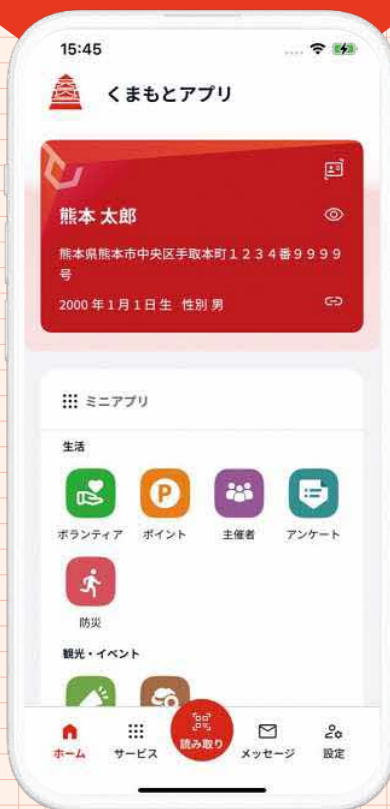 15:45
くまもとアプリ
熊本 太郎
熊本県熊本市中央区手取本町1234番9999
号
2000年1月1日生 性別 男
ミニアプリ
生活
ボランティア ポイント 主催者 アンケート
P
防災
観光・イベント
読み取り
ホーム サービス メッセージ 設定